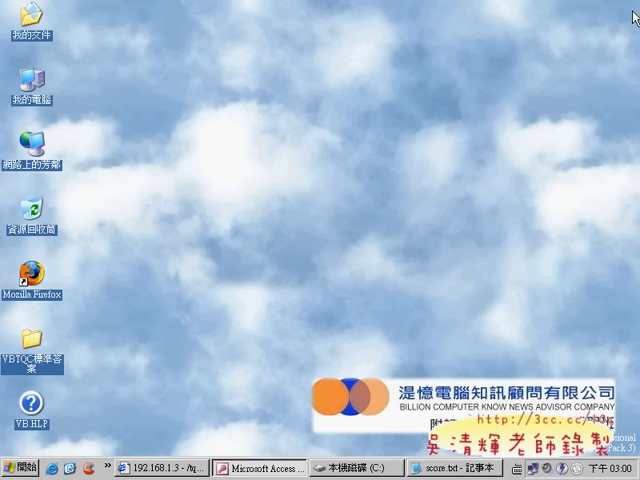 我的文件
我的電腦
網路上的芳鄰
資源回收筒
Mozilla Firefox
VBTQC標準答
案
VB.HLP
湜憶電腦知訊顧問有限公司
BILLION COMPUTER KNOW NEWS ADVISOR COMPANY
http://3cc.cc/
吳清輝老師錄製
ssional)
Pack 3)
開始
192.168.1.3 - /tq...
Microsoft Access ...
本機磁碟 (C:)
score.txt - 記事本
下午 03:00